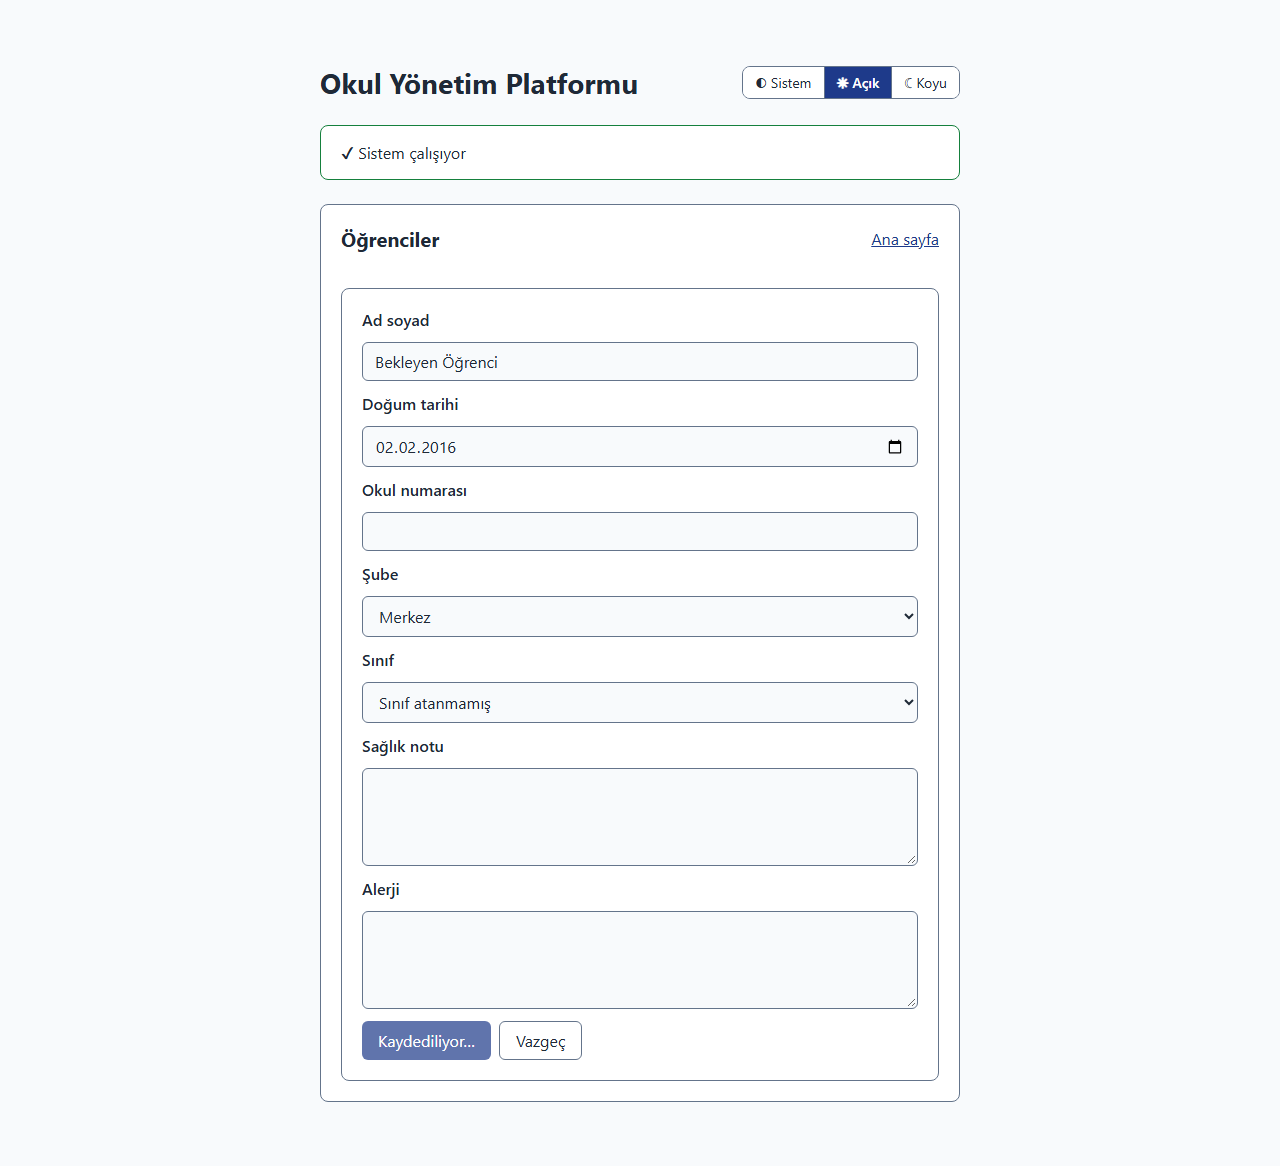 Okul Yönetim Platformu
◐ Sistem ✱ Açık ☾ Koyu
✓ Sistem çalışıyor
Öğrenciler Ana sayfa
Ad soyad
Bekleyen Öğrenci
Doğum tarihi
02.02.2016
Okul numarası
Şube
Merkez
Sınıf
Sınıf atanmamış
Sağlık notu
Alerji
Kaydediliyor... Vazgeç